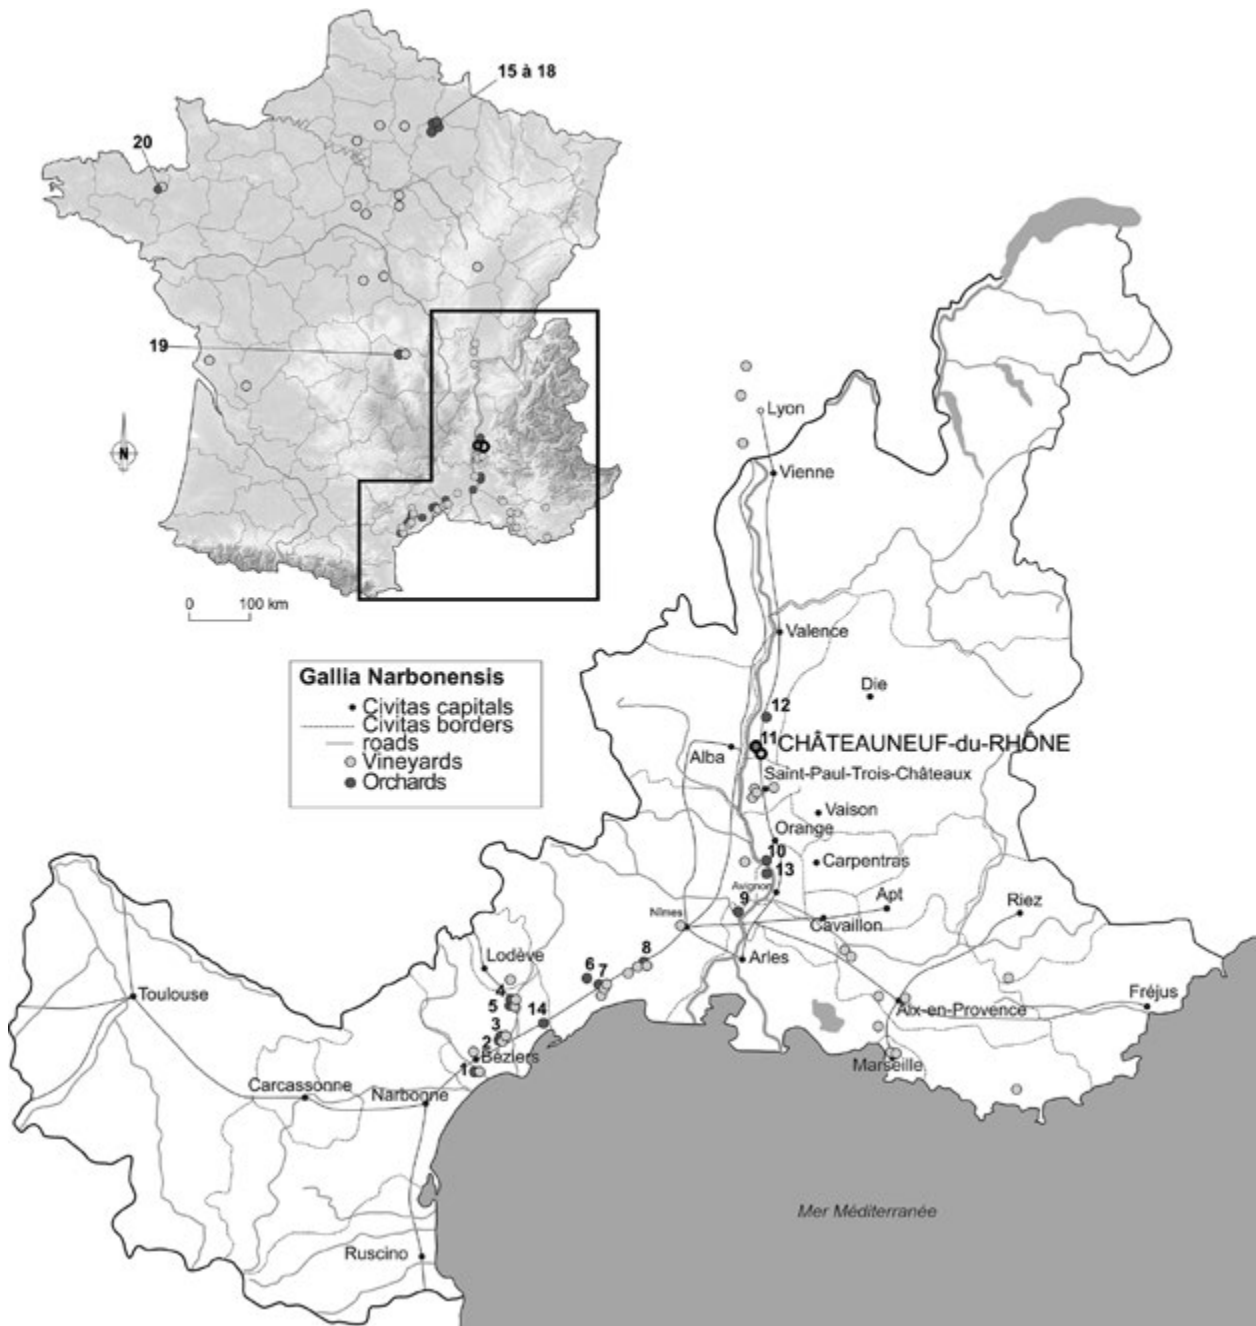 15 à 18
20
19
N
0 100 km
Lyon
Vienne
Valence
Gallia Narbonensis
Civitas capitals
Civitas borders
roads
Vineyards
Orchards
Die
12
11
CHÂTEAUNEUF-du-RHÔNE
Alba
Saint-Paul-Trois-Châteaux
Vaison
Orange
10
Carpentras
13
Avignon
Apt
9
Riez
Nîmes
Cavaillon
8
Lodève
Arles
6
7
Toulouse
4
5
14
Aix-en-Provence
Fréjus
3
2
Béziers
1
Marseille
Carcassonne
Narbonne
Mer Méditerranée
Ruscino